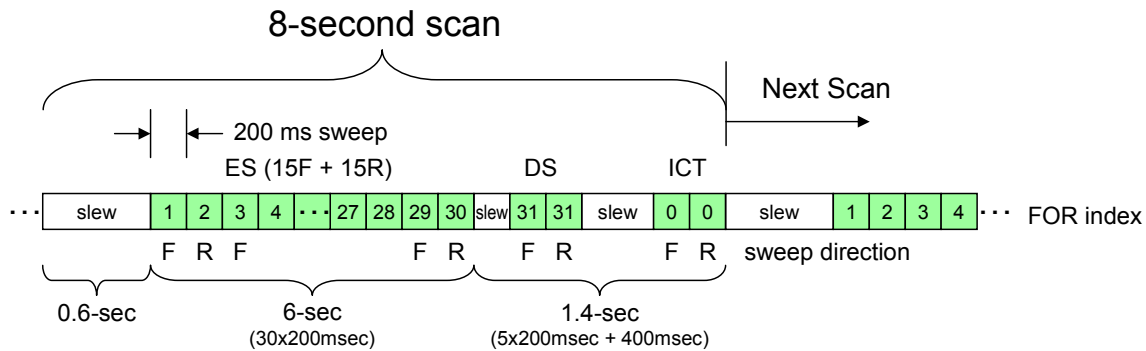 8-second scan
Next Scan
200 ms sweep
ES (15F + 15R) DS ICT
··· slew 1 2 3 4 ··· 27 28 29 30 slew 31 31 slew 0 0 slew 1 2 3 4 ··· FOR index
F R F F R F R F R sweep direction
0.6-sec 6-sec 1.4-sec
(30x200msec) (5x200msec + 400msec)